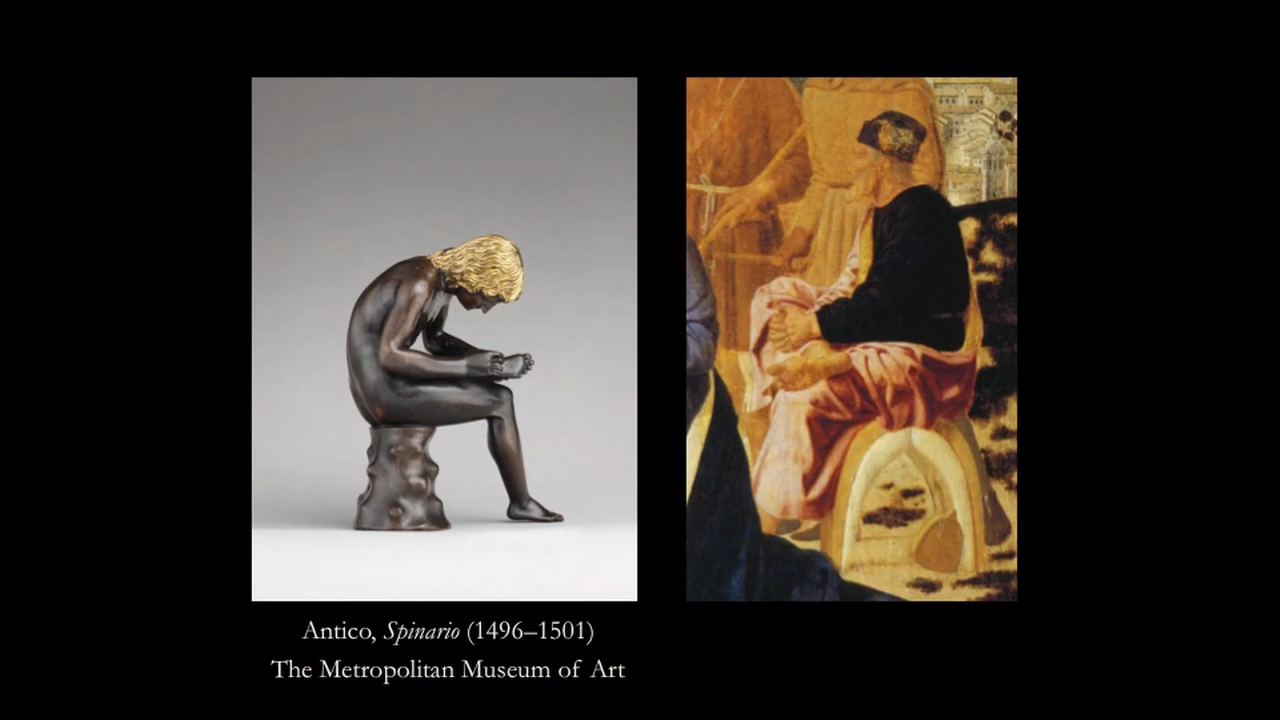 Antico, Spinario (1496–1501)
The Metropolitan Museum of Art